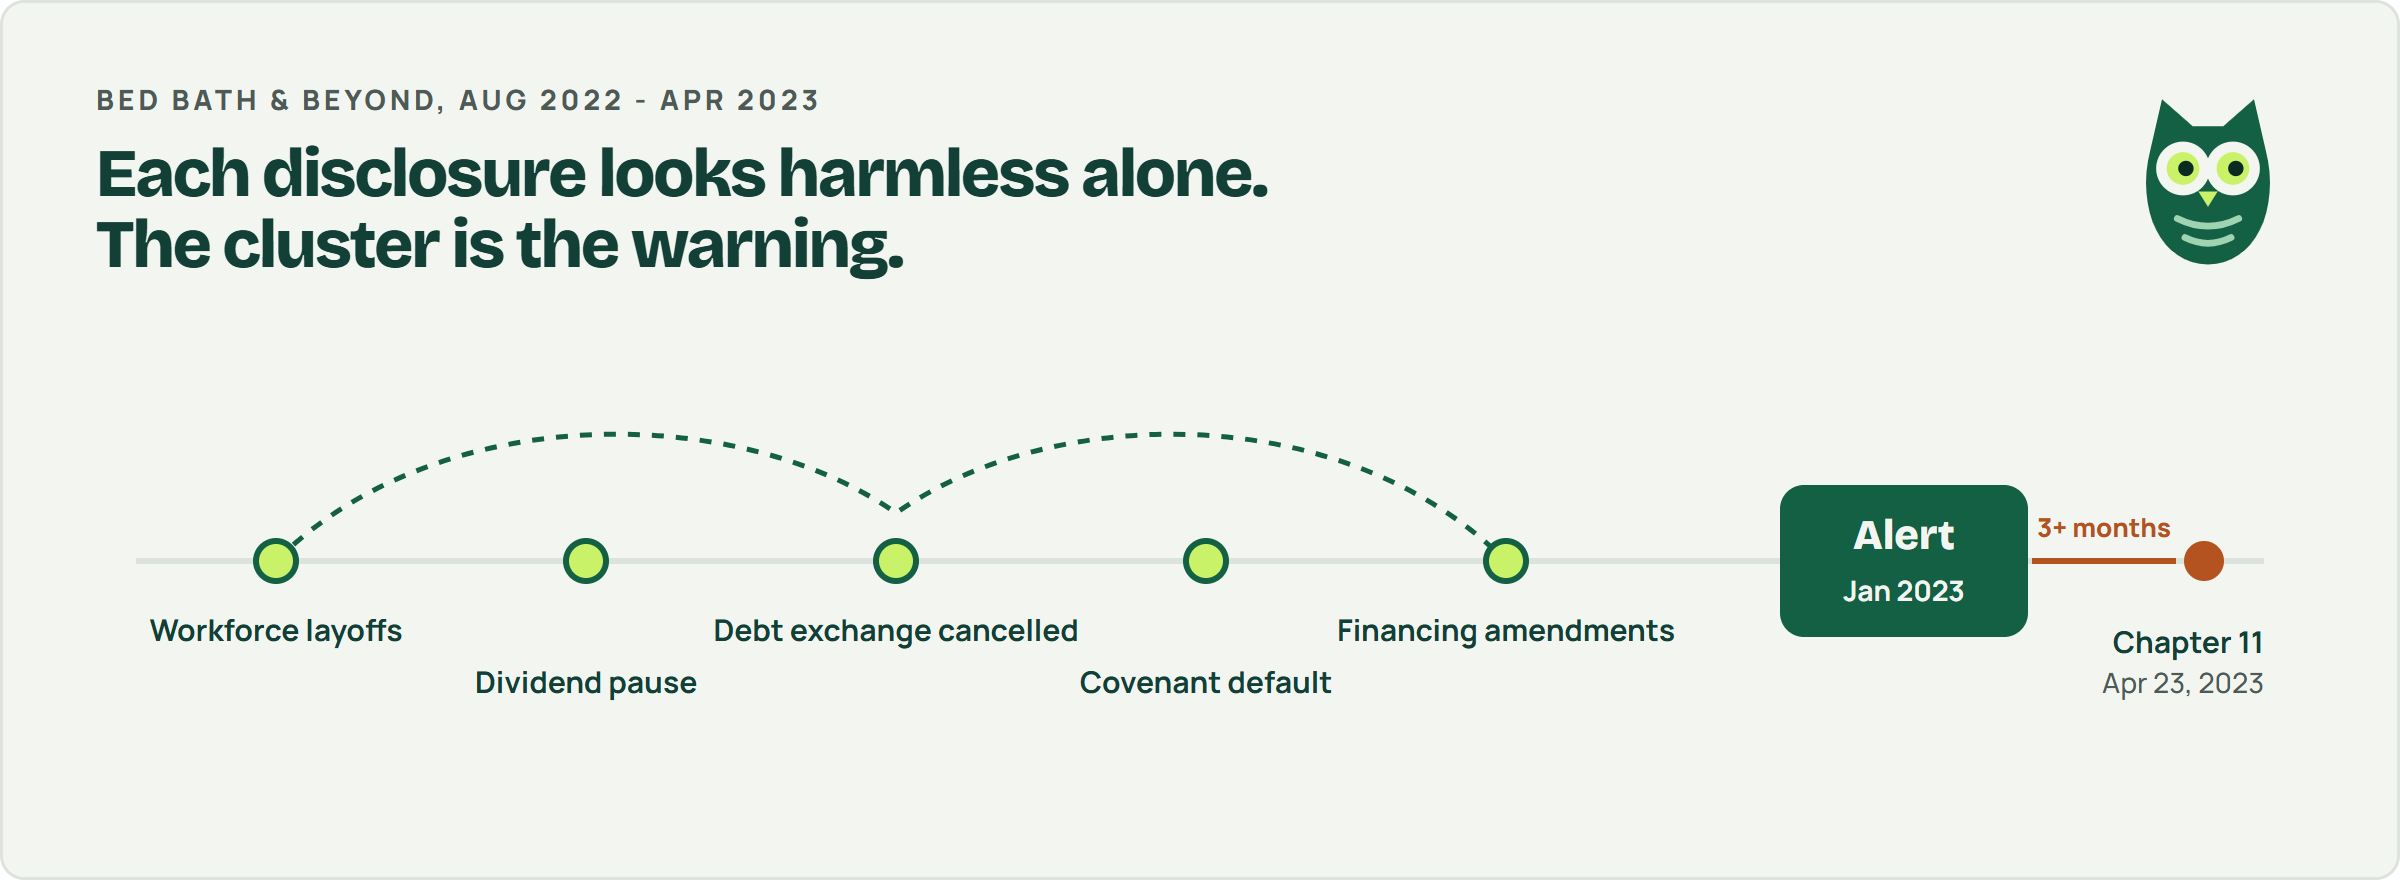 BED BATH & BEYOND, AUG 2022 - APR 2023
Each disclosure looks harmless alone.
The cluster is the warning.
Workforce layoffs
Dividend pause
Debt exchange cancelled
Covenant default
Financing amendments
Alert
Jan 2023
3+ months
Chapter 11
Apr 23, 2023